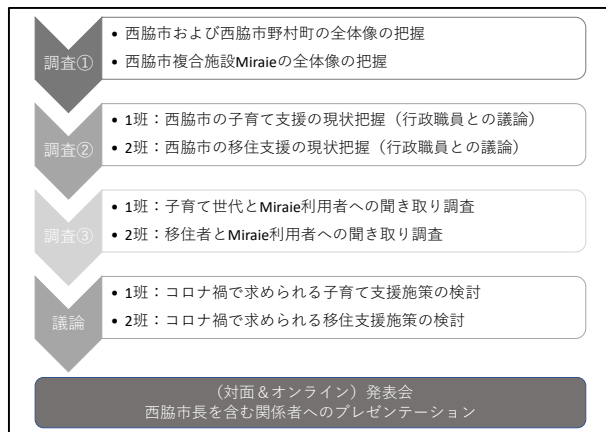 調査①
• 西脇市および西脇市野村町の全体像の把握
• 西脇市複合施設Miraieの全体像の把握
調査②
• 1班：西脇市の子育て支援の現状把握（行政職員との議論）
• 2班：西脇市の移住支援の現状把握（行政職員との議論）
調査③
• 1班：子育て世代とMiraie利用者への聞き取り調査
• 2班：移住者とMiraie利用者への聞き取り調査
議論
• 1班：コロナ禍で求められる子育て支援施策の検討
• 2班：コロナ禍で求められる移住支援施策の検討
（対面＆オンライン）発表会
西脇市長を含む関係者へのプレゼンテーション